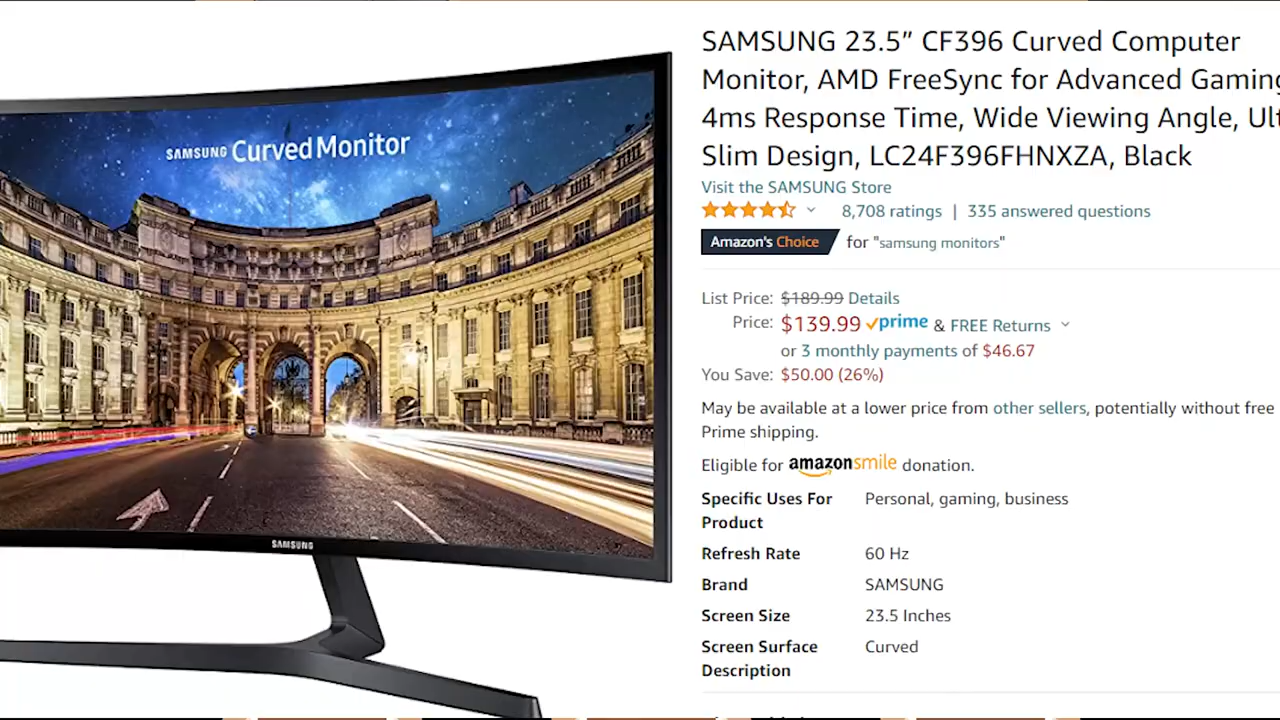 SAMSUNG Curved Monitor
SAMSUNG
SAMSUNG 23.5” CF396 Curved Computer
Monitor, AMD FreeSync for Advanced Gaming
4ms Response Time, Wide Viewing Angle, Ult
Slim Design, LC24F396FHNXZA, Black
Visit the SAMSUNG Store
8,708 ratings | 335 answered questions
Amazon's Choice for "samsung monitors"
List Price: $189.99 Details
Price: $139.99 prime & FREE Returns
or 3 monthly payments of $46.67
You Save: $50.00 (26%)
May be available at a lower price from other sellers, potentially without free
Prime shipping.
Eligible for amazonsmile donation.
Specific Uses For Personal, gaming, business
Product
Refresh Rate 60 Hz
Brand SAMSUNG
Screen Size 23.5 Inches
Screen Surface Curved
Description